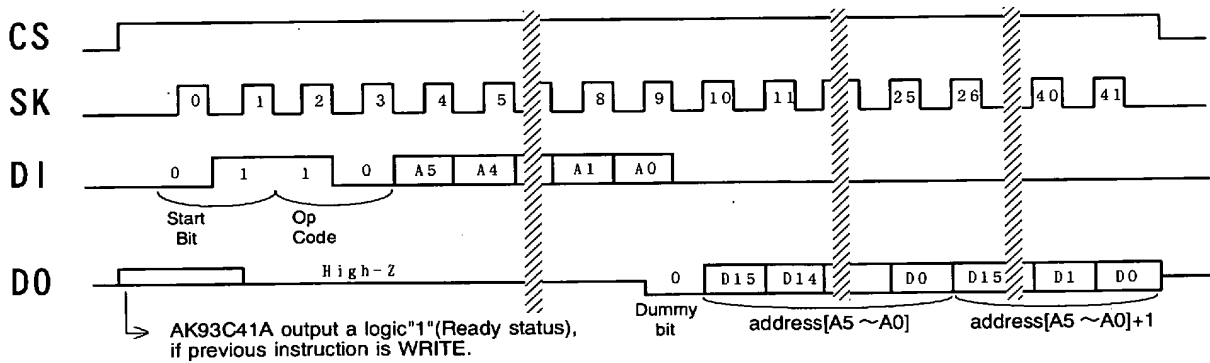 CS
SK 0 1 2 3 4 5 8 9 10 11 25 26 40 41
DI 0 1 1 0 A5 A4 A1 A0
Start Bit
Op Code
DO High-Z 0 D15 D14 D0 D15 D1 D0
Dummy bit
address[A5 ~A0]
address[A5 ~A0]+1
AK93C41A output a logic"1"(Ready status),
if previous instruction is WRITE.